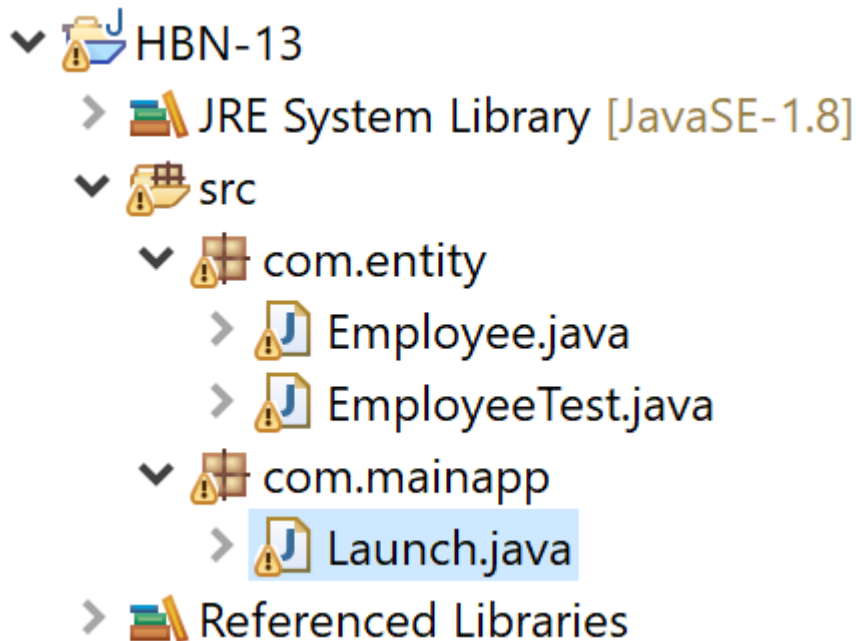 HBN-13
JRE System Library [JavaSE-1.8]
src
com.entity
Employee.java
EmployeeTest.java
com.mainapp
Launch.java
Referenced Libraries